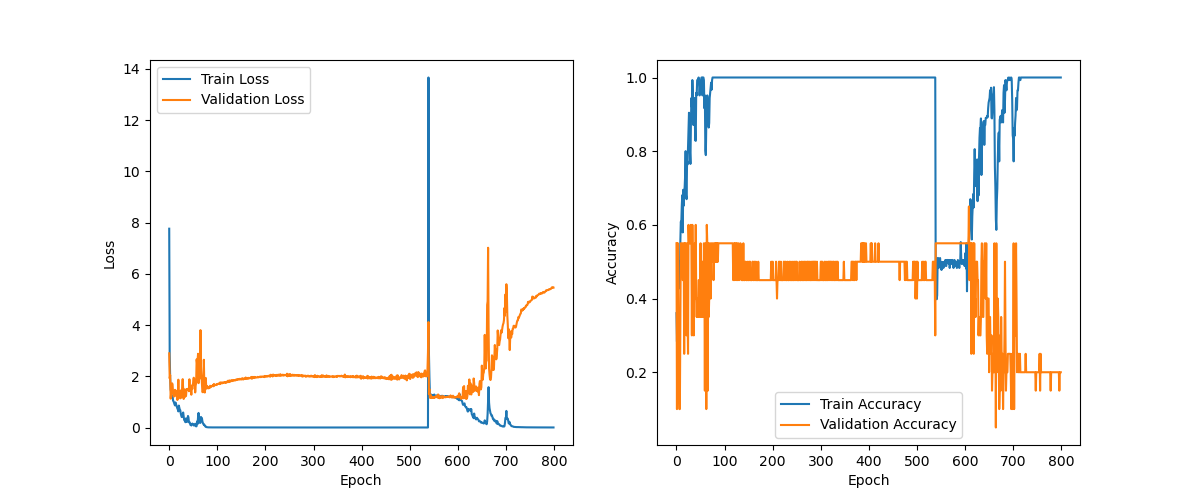 14
12
10
8
6
4
2
0
Loss
Train Loss
Validation Loss
0 100 200 300 400 500 600 700 800
Epoch
1.0
0.8
0.6
0.4
0.2
Accuracy
Train Accuracy
Validation Accuracy
0 100 200 300 400 500 600 700 800
Epoch